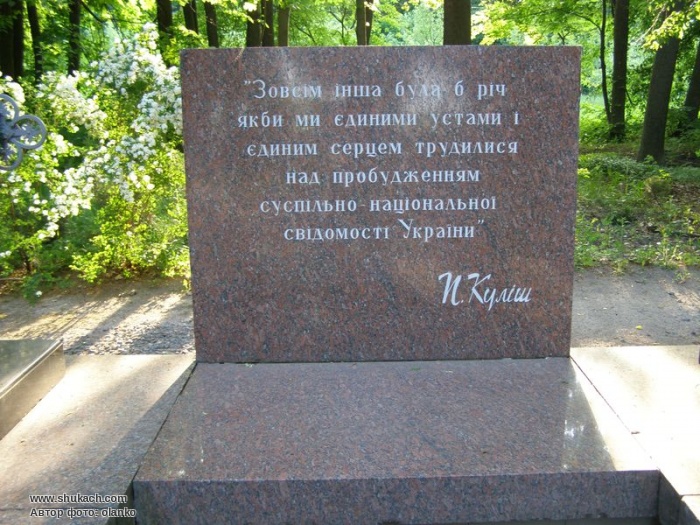 "Зовсім інша була б річ
якби ми єдиними устами і
єдиним серцем трудилися
над пробудженням
суспільно-національної
свідомості України"
П. Куліш
www.shukach.com
Автор фото: olanko